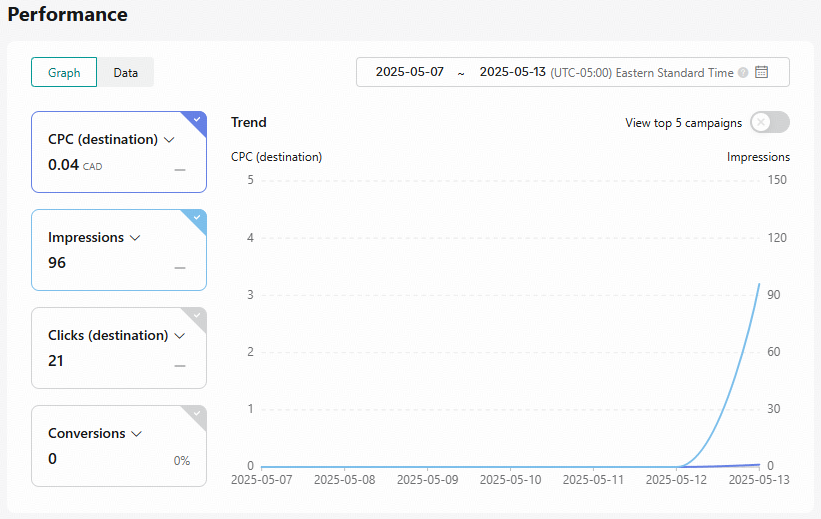 Performance
Graph
Data
2025-05-07 ~ 2025-05-13 (UTC-05:00) Eastern Standard Time
CPC (destination)
0.04 CAD
—
Impressions
96
—
Clicks (destination)
21
—
Conversions
0
0%
Trend
View top 5 campaigns
CPC (destination)
Impressions
5
150
4
120
3
90
2
60
1
30
0
0
2025-05-07 2025-05-08 2025-05-09 2025-05-10 2025-05-11 2025-05-12 2025-05-13